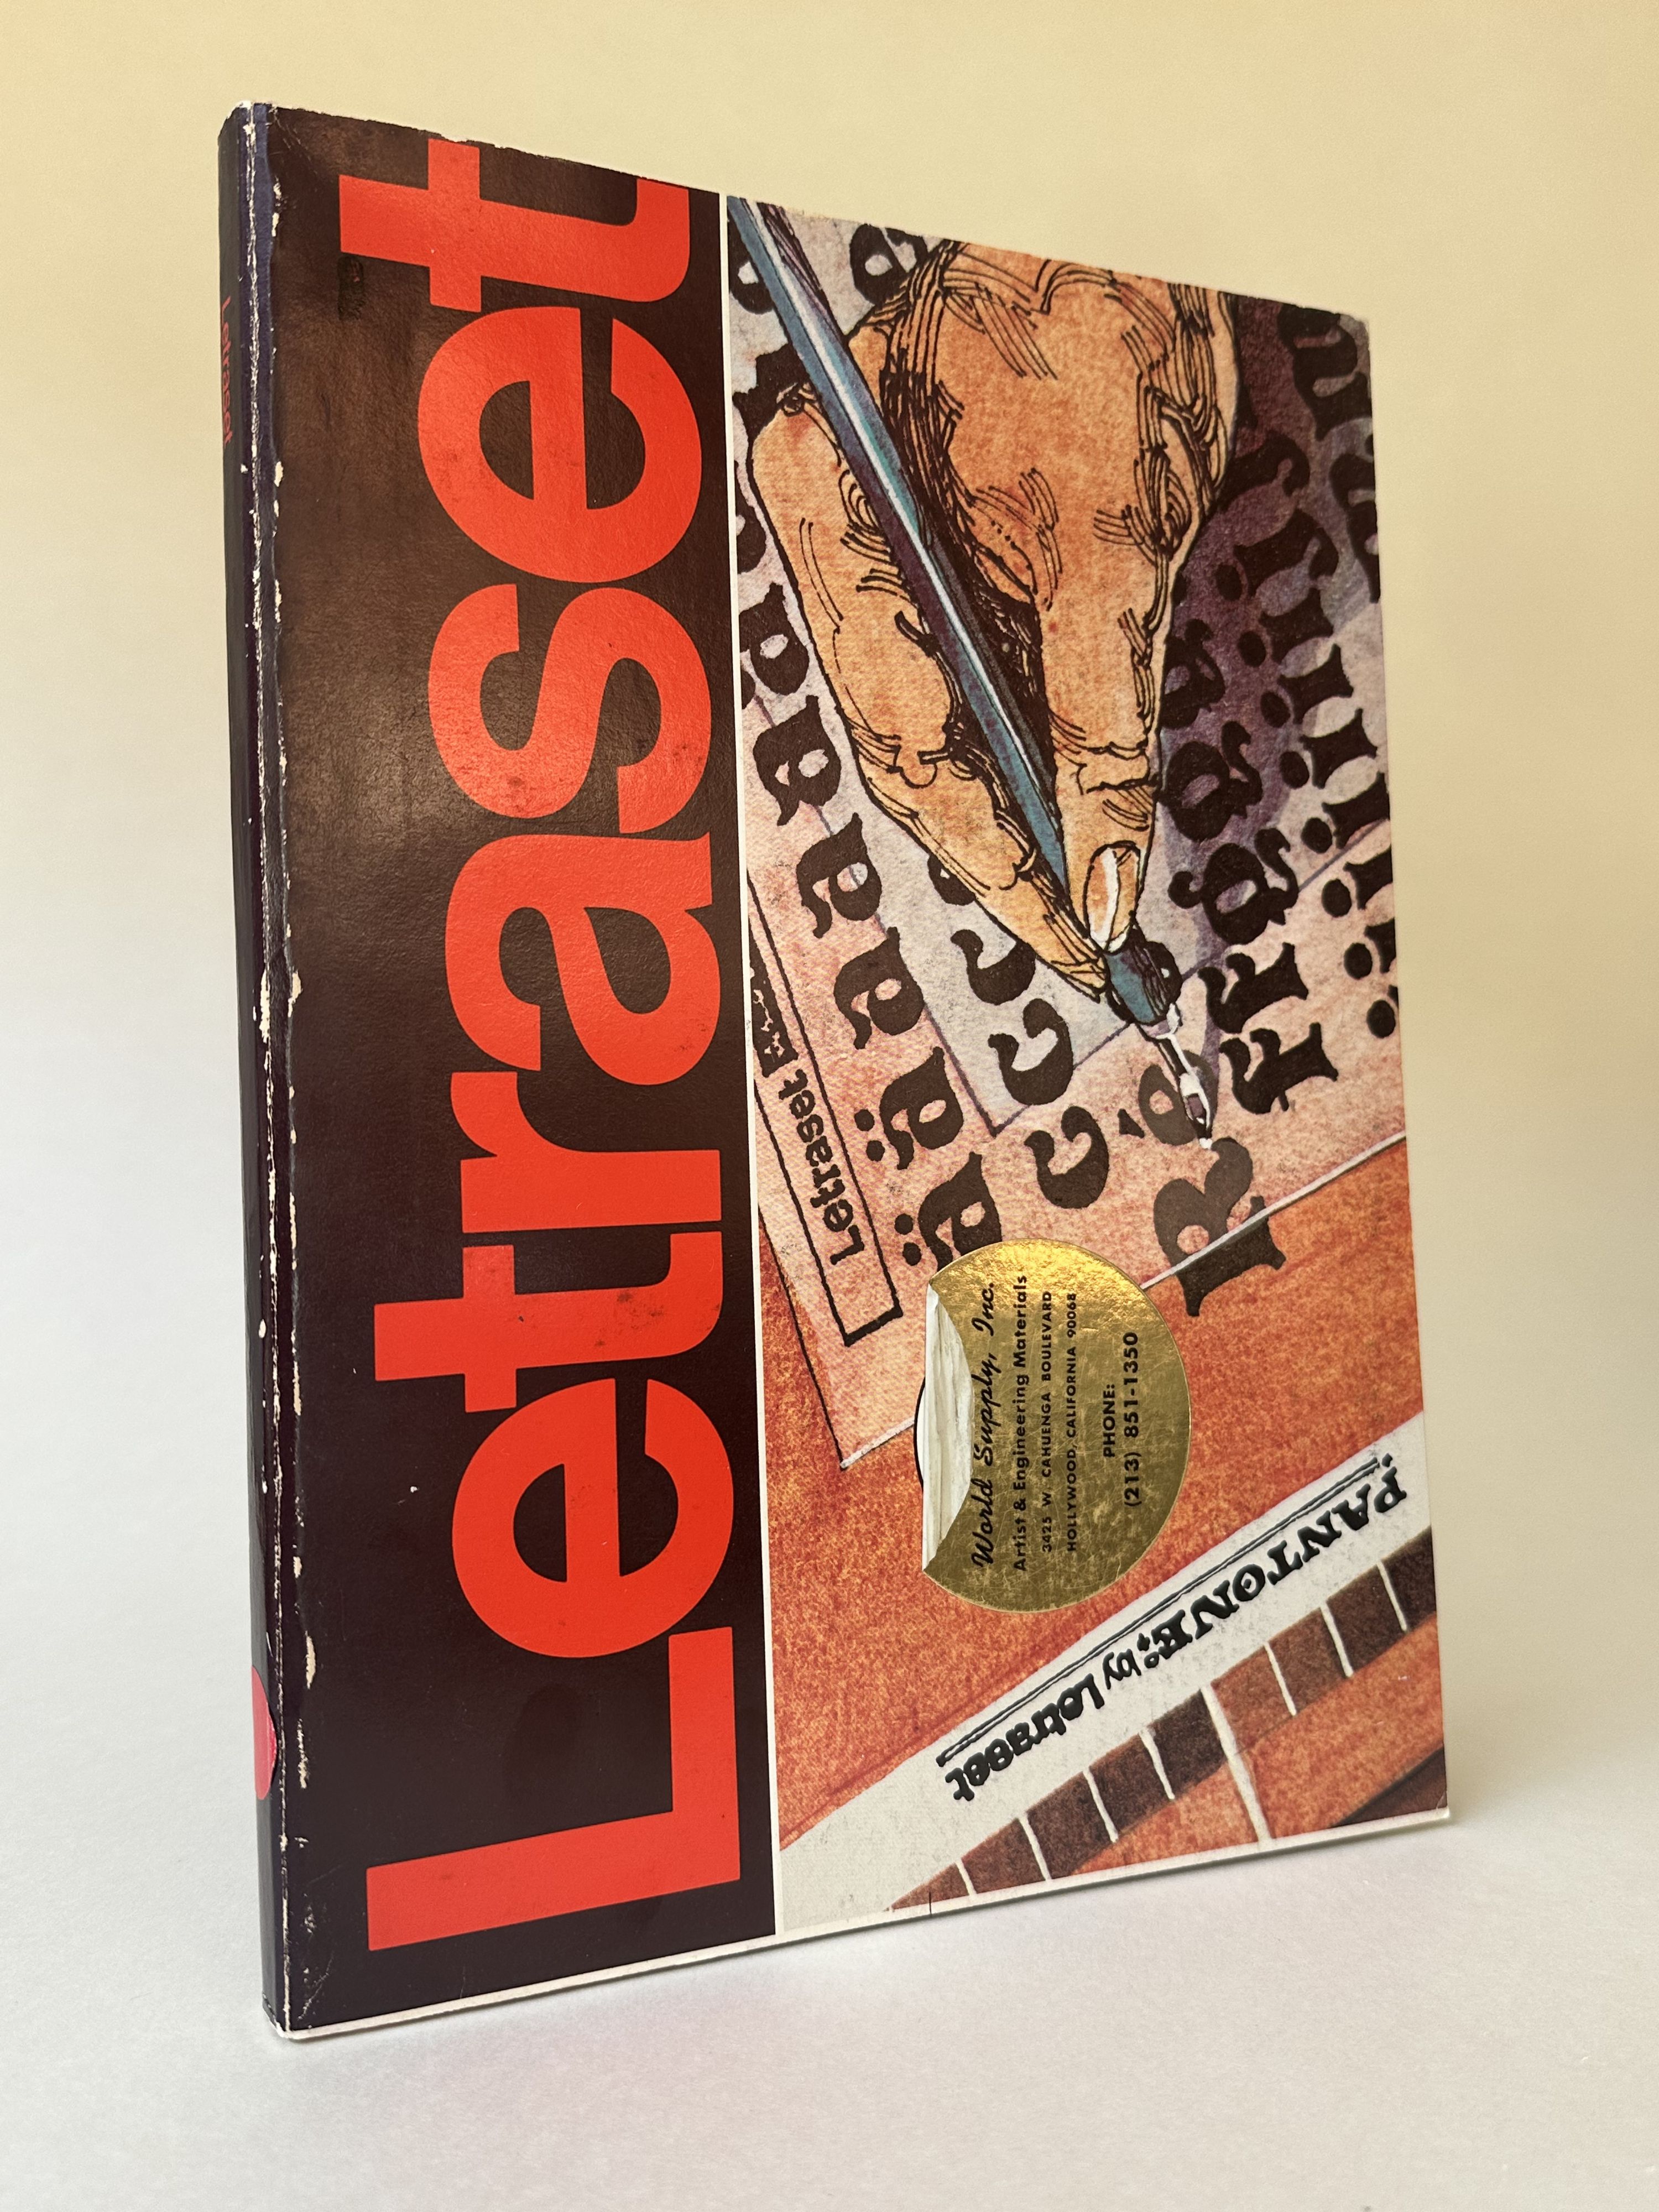 Letraset
Letraset
Letraset
a a a ä ä
c c c
R e
f f g g g
i i i
World Supply, Inc.
Artist & Engineering Materials
3425 W. CAHUENGA BOULEVARD
HOLLYWOOD, CALIFORNIA 90068
PHONE:
(213) 851-1350
PANTONE® by Letraset